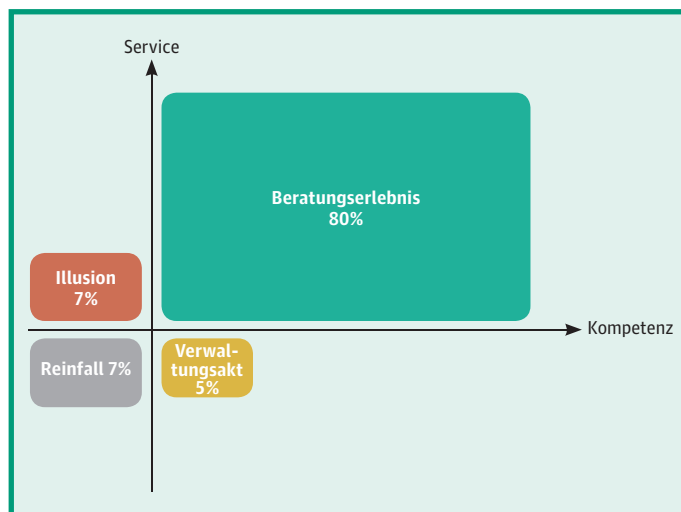 Service
Beratungserlebnis
80%
Illusion
7%
Kompetenz
Reinfall 7%
Verwal-
tungsakt
5%